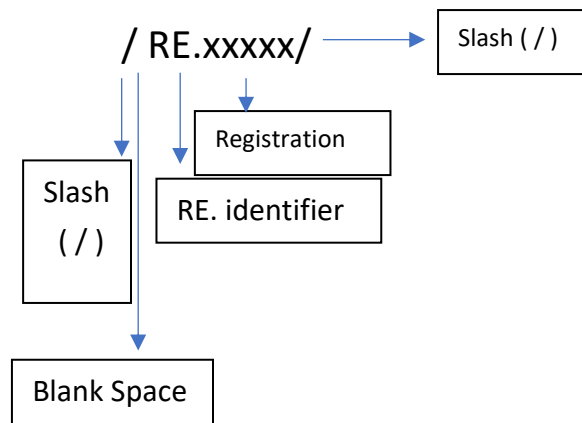 / RE.xxxxx/
Slash ( / )
Registration
RE. identifier
Slash
( / )
Blank Space